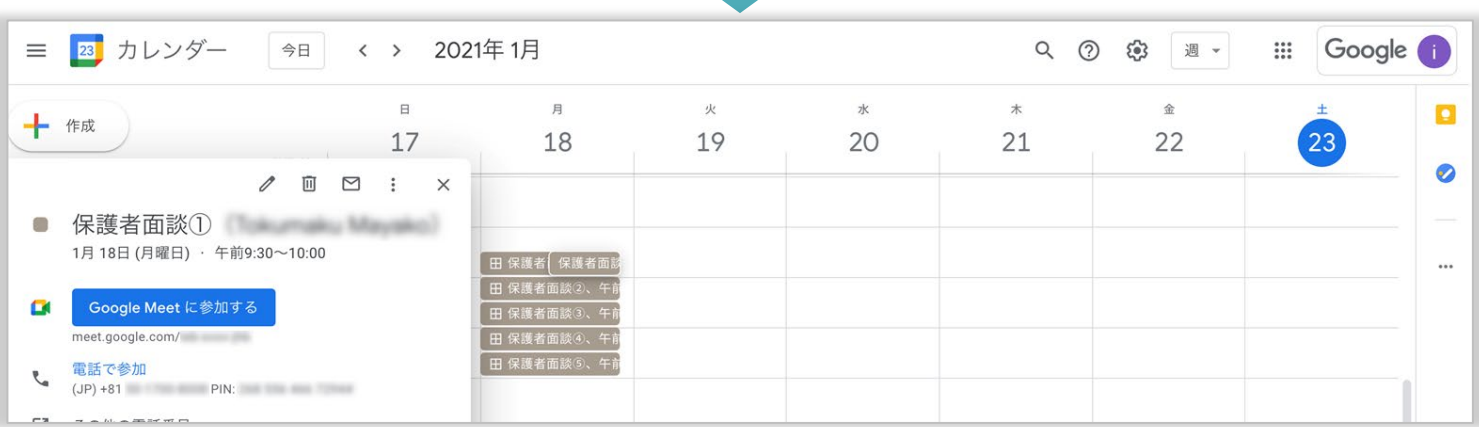 23 カレンダー 今日 < > 2021年 1月 週 Google i
作成
日 月 火 水 木 金 土
17 18 19 20 21 22 23
保護者面談①
1月 18日 (月曜日) · 午前9:30~10:00
Google Meet に参加する
meet.google.com/
電話で参加
(JP) +81 PIN:
保護者 保護者面談
保護者面談②、午前
保護者面談③、午前
保護者面談④、午前
保護者面談⑤、午前